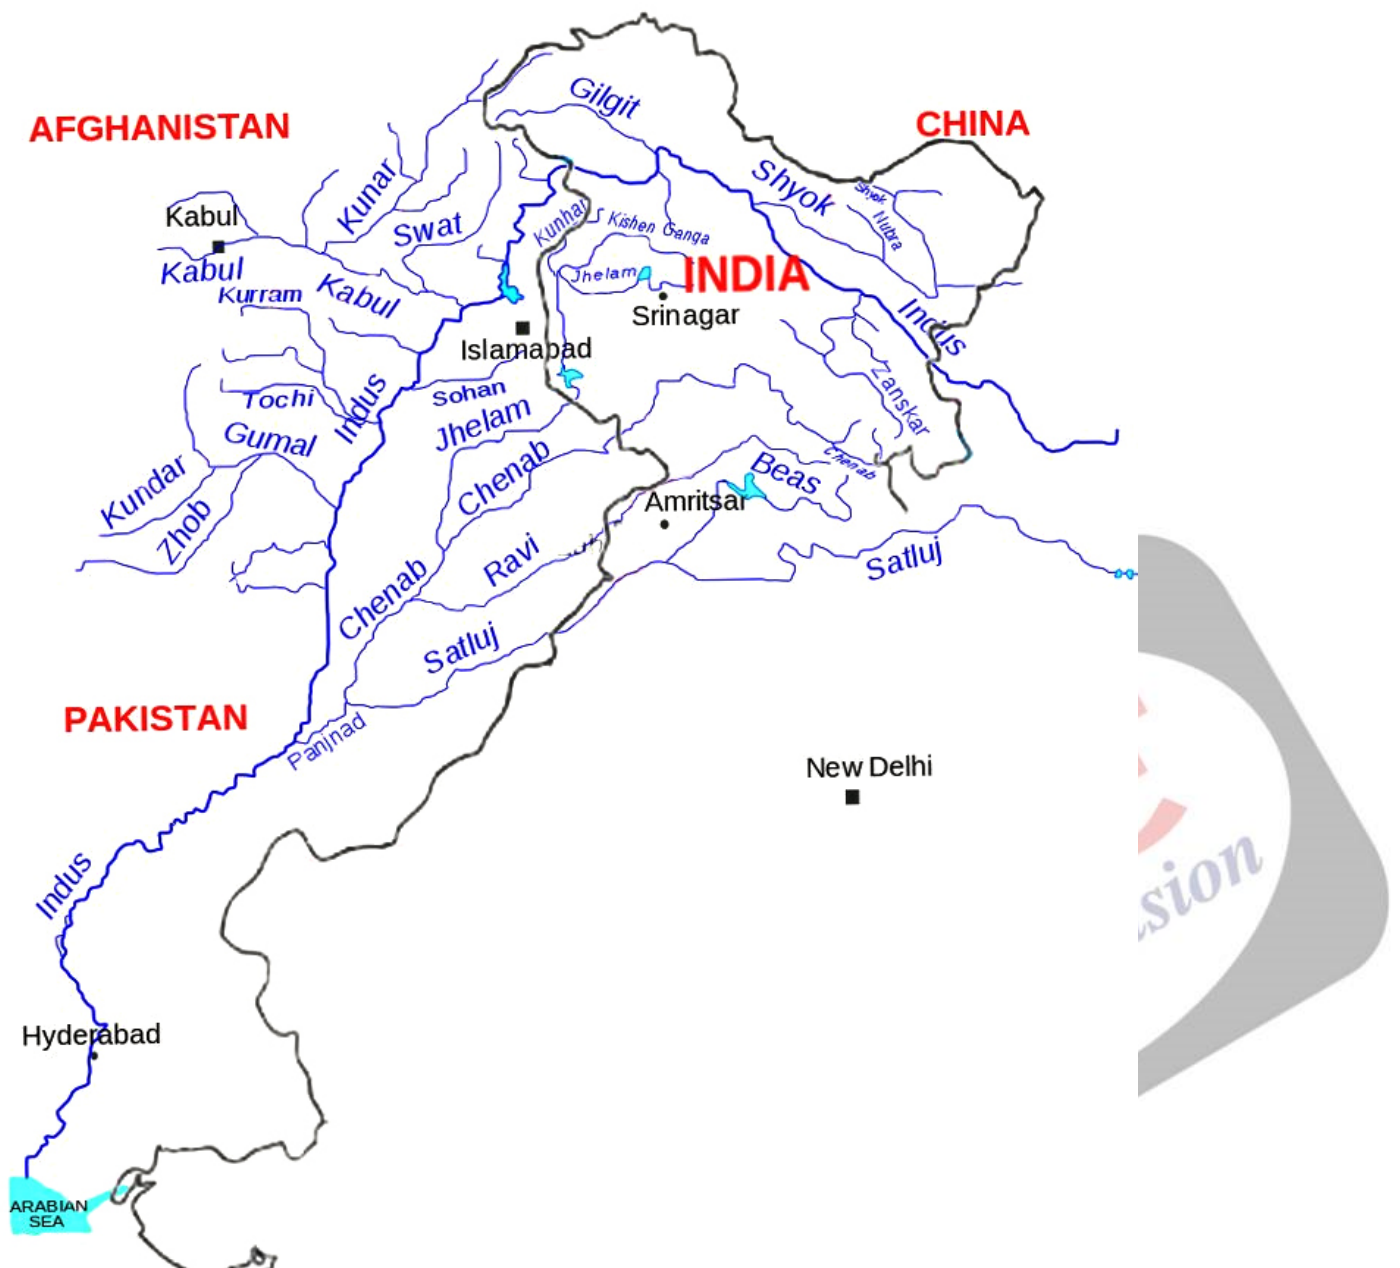 Gilgit
AFGHANISTAN
CHINA
Shyok
Shyok
Kunar
Kabul
Swat
Kunhar
Kishen Ganga
Nubra
Kabul
Kurram
Kabul
Jhelam
INDIA
Srinagar
Indus
Islamabad
Sohan
Zanskar
Tochi
Indus
Jhelam
Gumal
Chenab
Chenab
Beas
Kundar
Zhob
Amritsar
Ravi
Satluj
Chenab
Satluj
PAKISTAN
Panjnad
New Delhi
Indus
sion
Hyderabad
ARABIAN
SEA